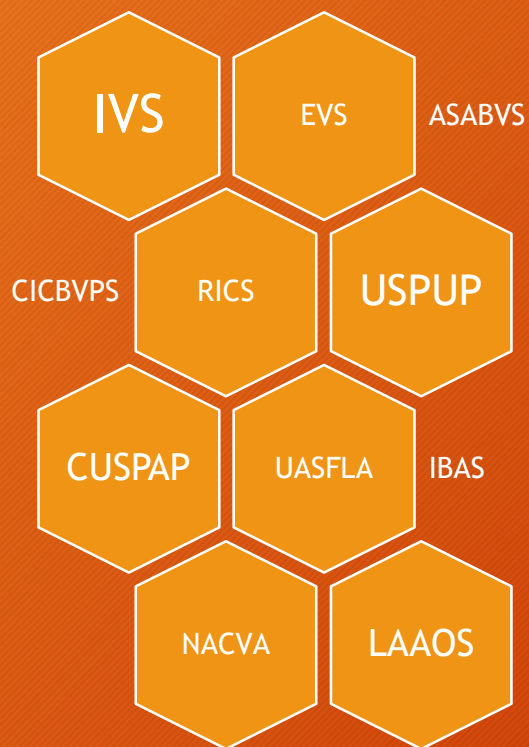 IVS
EVS
ASABVS
CICBVPS
RICS
USPUP
CUSPAP
UASFLA
IBAS
NACVA
LAAOS